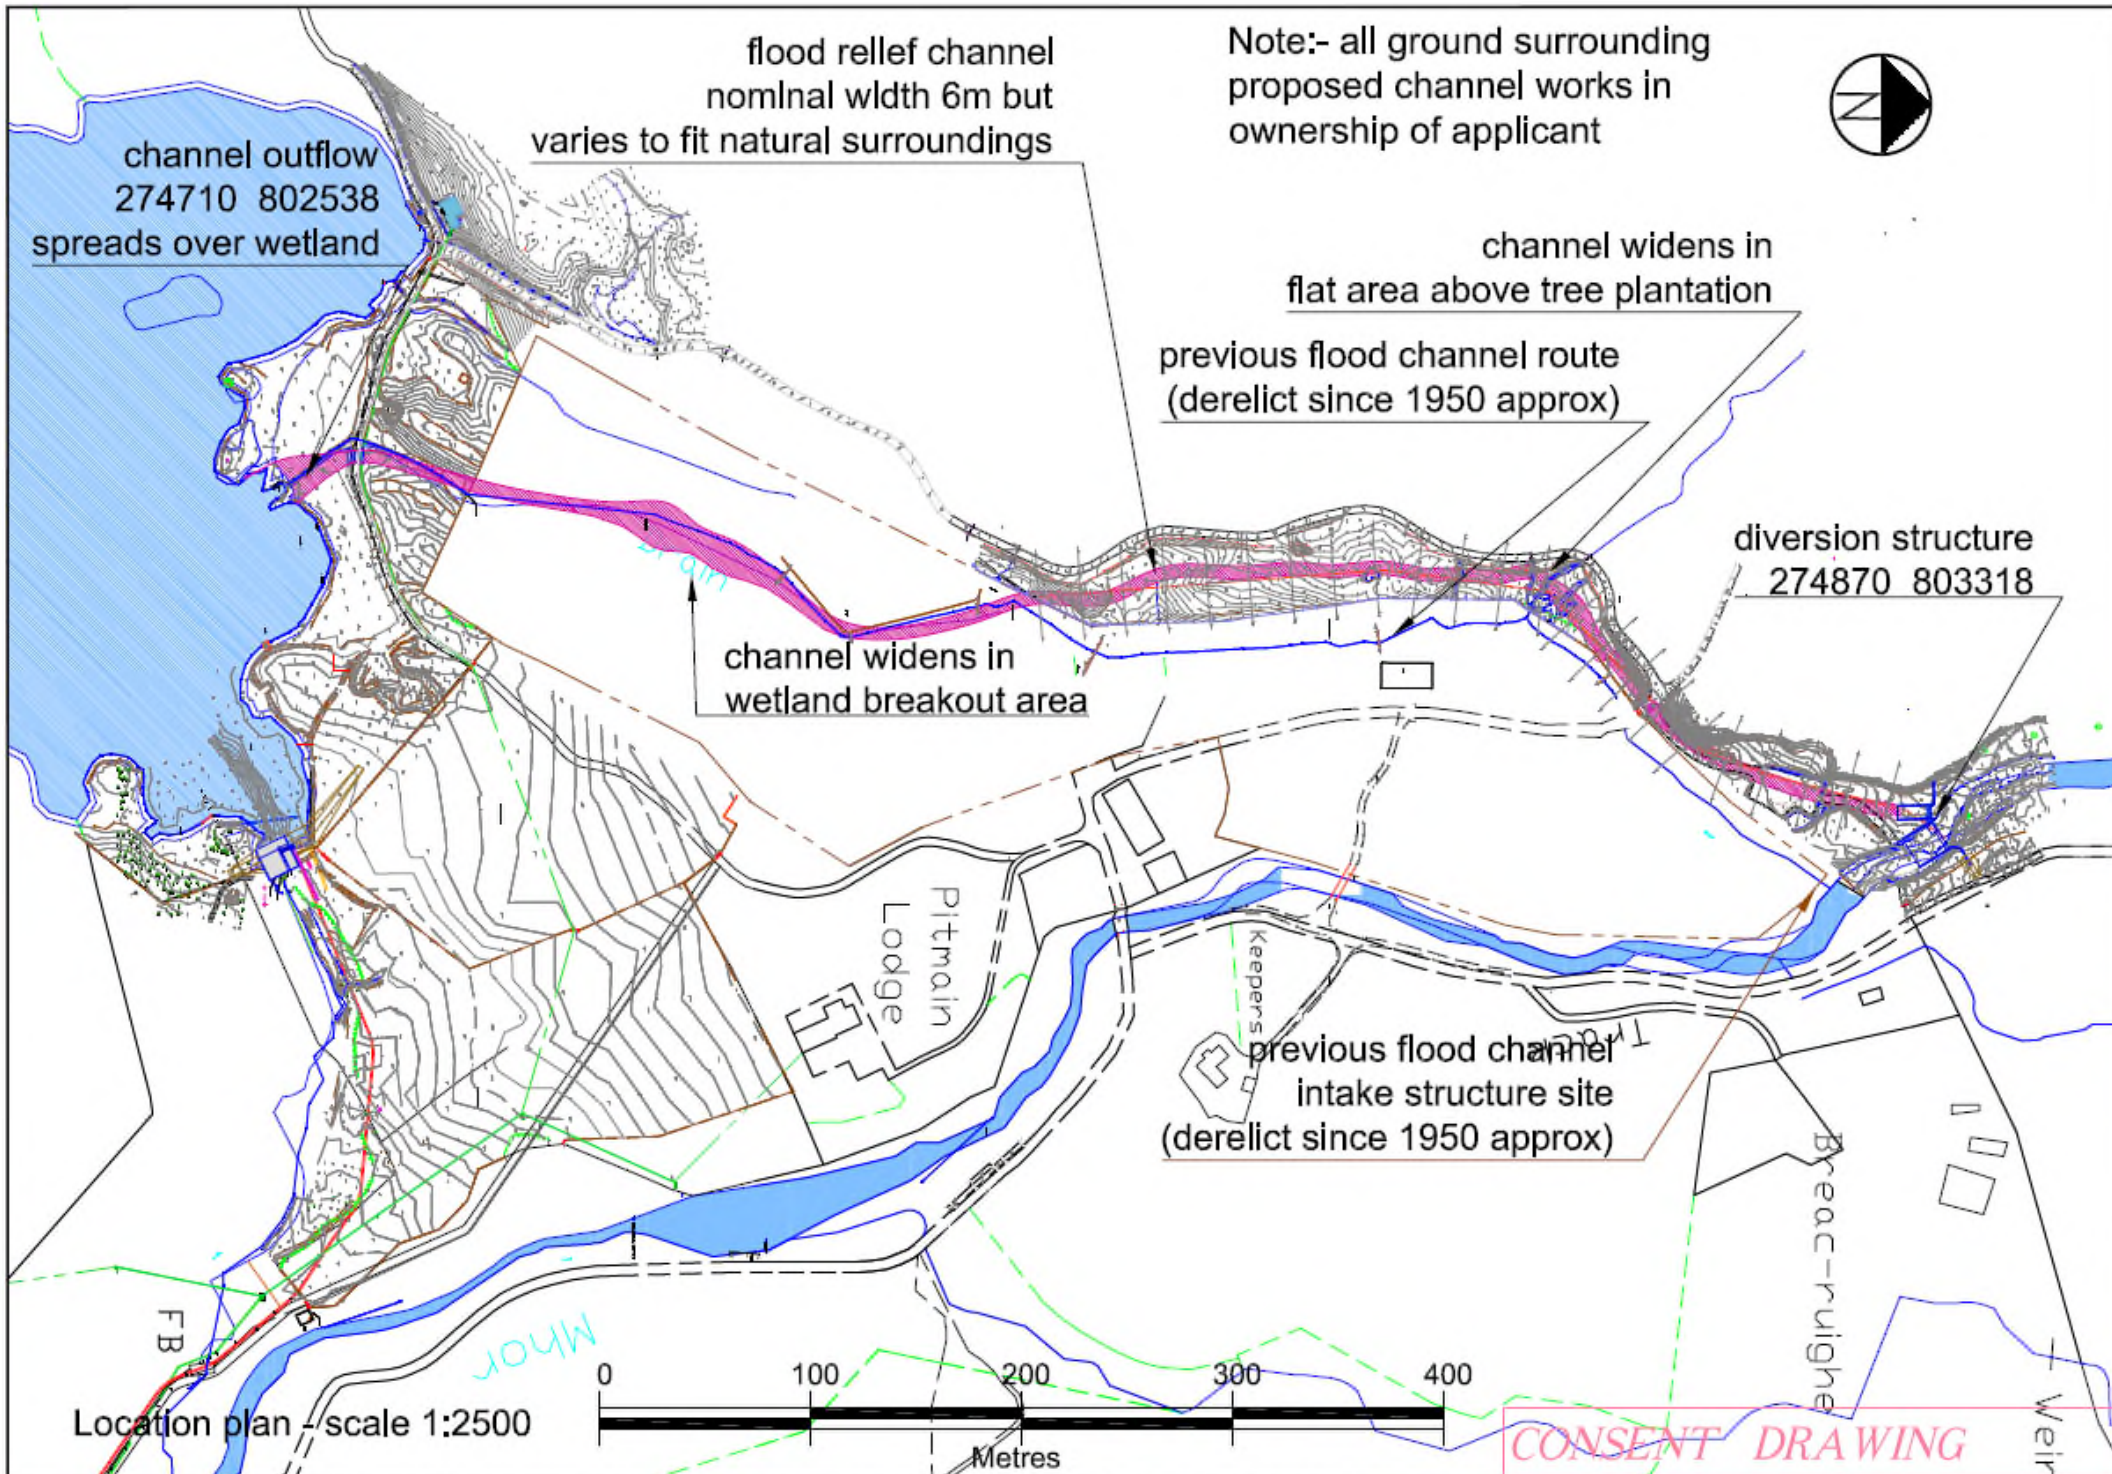 flood relief channel
nominal width 6m but
varies to fit natural surroundings
Note:- all ground surrounding
proposed channel works in
ownership of applicant
N
channel outflow
274710 802538
spreads over wetland
channel widens in
flat area above tree plantation
previous flood channel route
(derelict since 1950 approx)
diversion structure
274870 803318
Drain
channel widens in
wetland breakout area
Pitmain
Lodge
Keepers
Track
previous flood channel
intake structure site
(derelict since 1950 approx)
Breac-ruighe
Weir
FB
Mhor
0 100 200 300 400
Metres
Location plan - scale 1:2500
CONSENT DRAWING